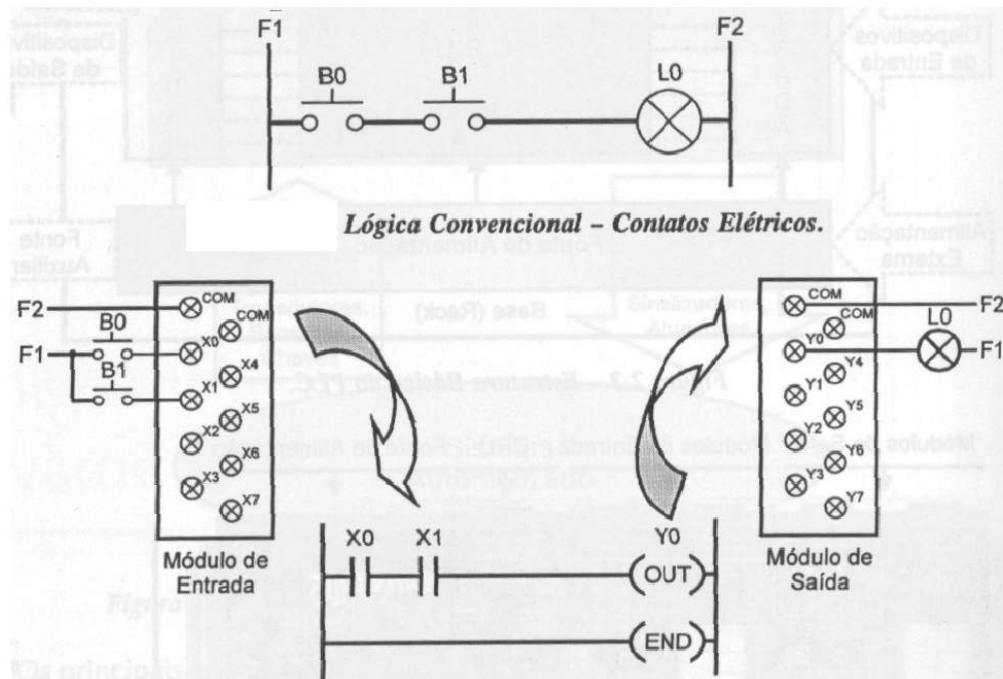 F1
F2
B0
B1
L0
Lógica Convencional – Contatos Elétricos.
F2
B0
F1
B1
COM
COM
X0
X4
X1
X5
X2
X6
X3
X7
Módulo de
Entrada
COM
F2
COM
L0
Y0
F1
Y4
Y1
Y5
Y2
Y6
Y3
Y7
Módulo de
Saída
X0 X1 Y0
OUT
END